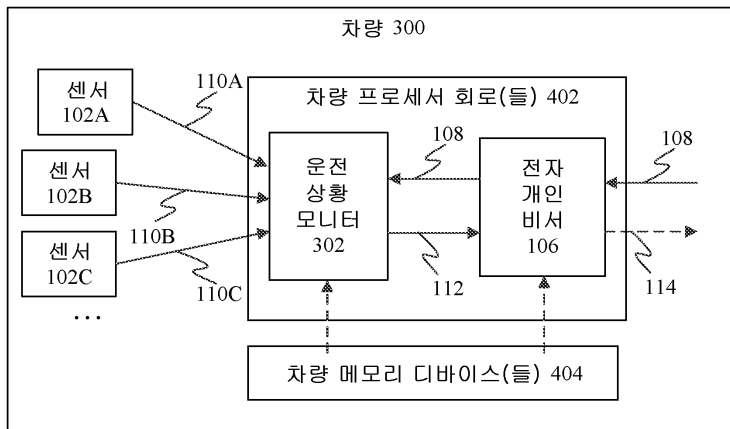 차량 300
센서
102A
110A
차량 프로세서 회로(들) 402
센서
102B
110B
센서
102C
110C
...
운전
상황
모니터
302
108
112
전자
개인
비서
106
108
114
차량 메모리 디바이스(들) 404